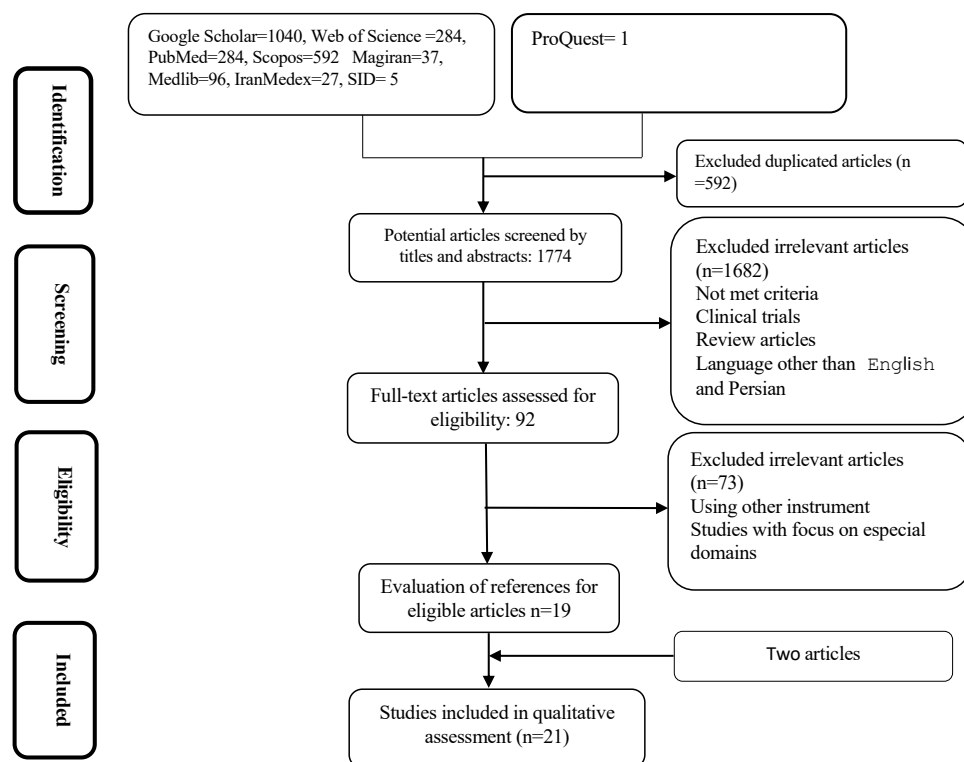 Google Scholar=1040, Web of Science =284,
PubMed=284, Scopos=592 Magiran=37,
Medlib=96, IranMedex=27, SID= 5
ProQuest= 1
Identification
Excluded duplicated articles (n
=592)
Potential articles screened by
titles and abstracts: 1774
Screening
Excluded irrelevant articles
(n=1682)
Not met criteria
Clinical trials
Review articles
Language other than English
and Persian
Full-text articles assessed for
eligibility: 92
Eligibility
Excluded irrelevant articles
(n=73)
Using other instrument
Studies with focus on especial
domains
Evaluation of references for
eligible articles n=19
Included
Two articles
Studies included in qualitative
assessment (n=21)